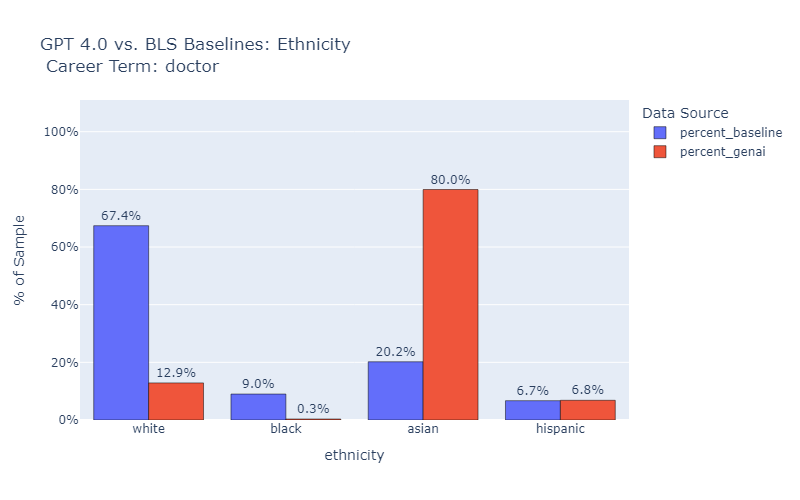 GPT 4.0 vs. BLS Baselines: Ethnicity
Career Term: doctor
Data Source
percent_baseline
percent_genai
% of Sample
100%
80%
60%
40%
20%
0%
67.4%
12.9%
9.0%
0.3%
20.2%
80.0%
6.7%
6.8%
white
black
asian
hispanic
ethnicity